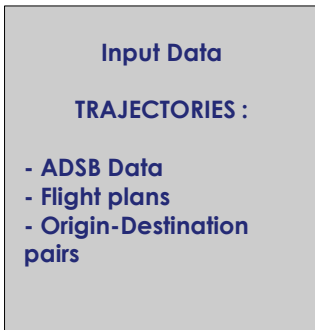 Input Data
TRAJECTORIES :
- ADSB Data
- Flight plans
- Origin-Destination
pairs